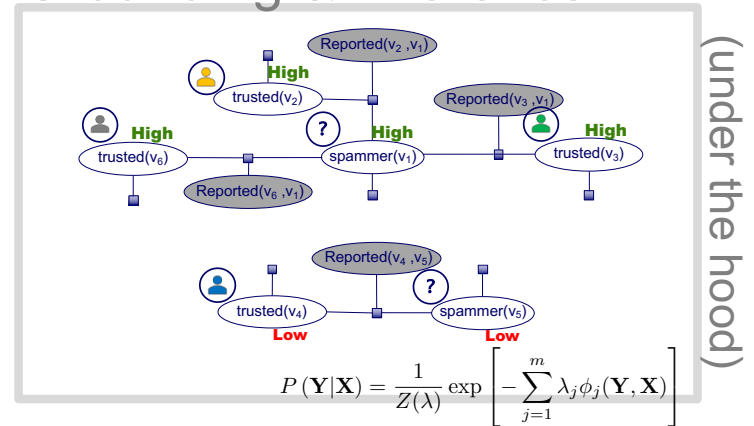 Reported(v2 ,v1)
High
trusted(v2)
Reported(v3 ,v1)
High
?
High
High
trusted(v6)
spammer(v1)
trusted(v3)
Reported(v6 ,v1)
Reported(v4 ,v5)
?
trusted(v4)
spammer(v5)
Low
Low
P (Y|X) = 1/Z(λ) exp [ − ∑_{j=1}^{m} λ_j ϕ_j (Y, X) ]
(under the hood)